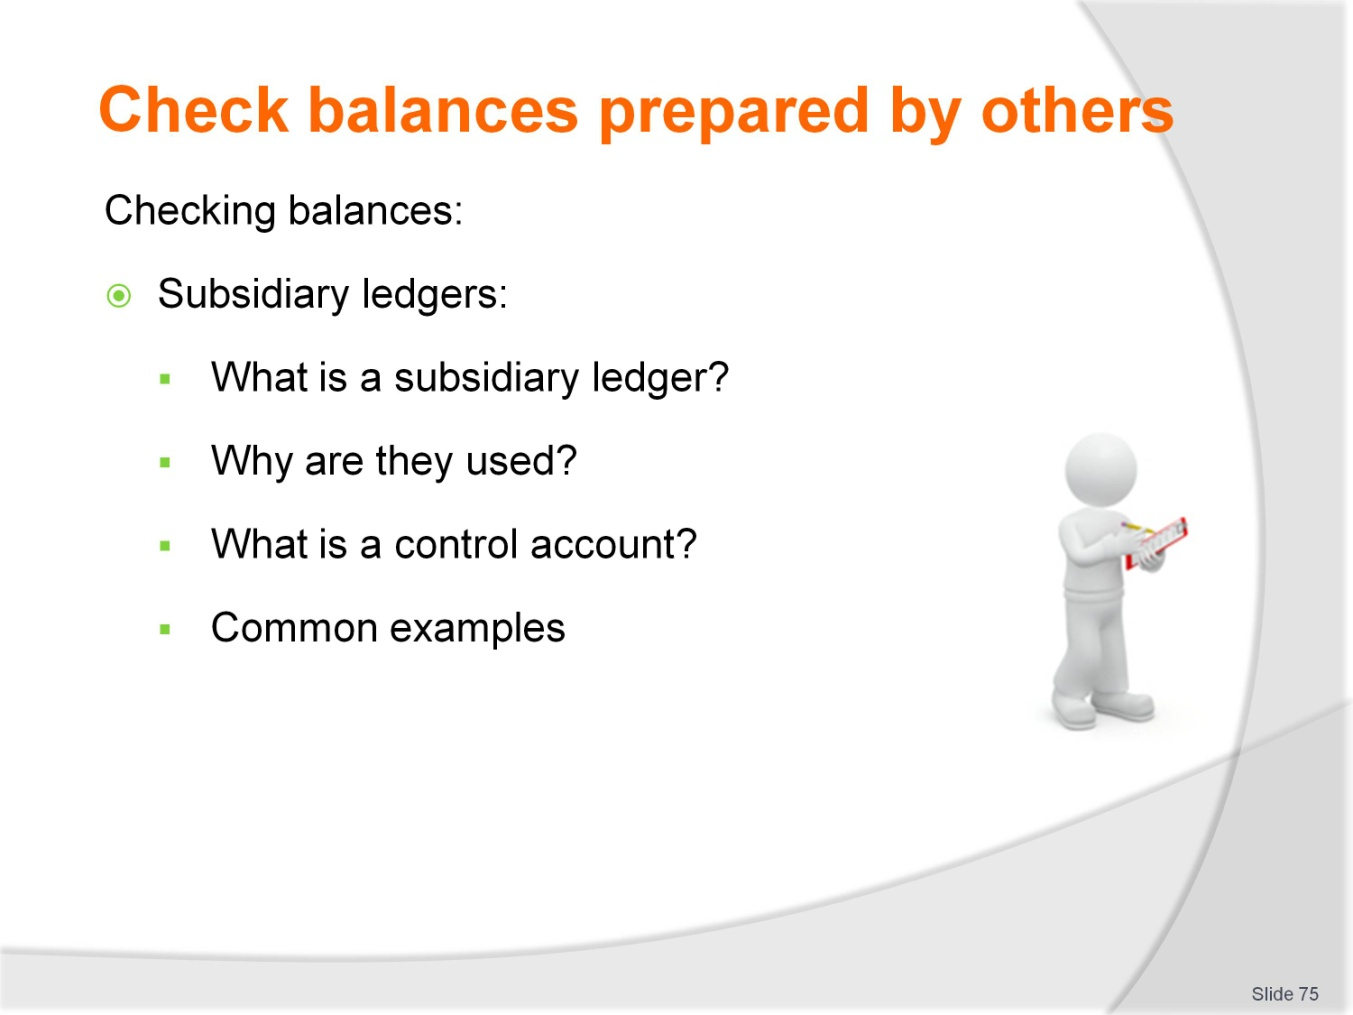 Check balances prepared by others
Checking balances:
Subsidiary ledgers:
What is a subsidiary ledger?
Why are they used?
What is a control account?
Common examples
Slide 75